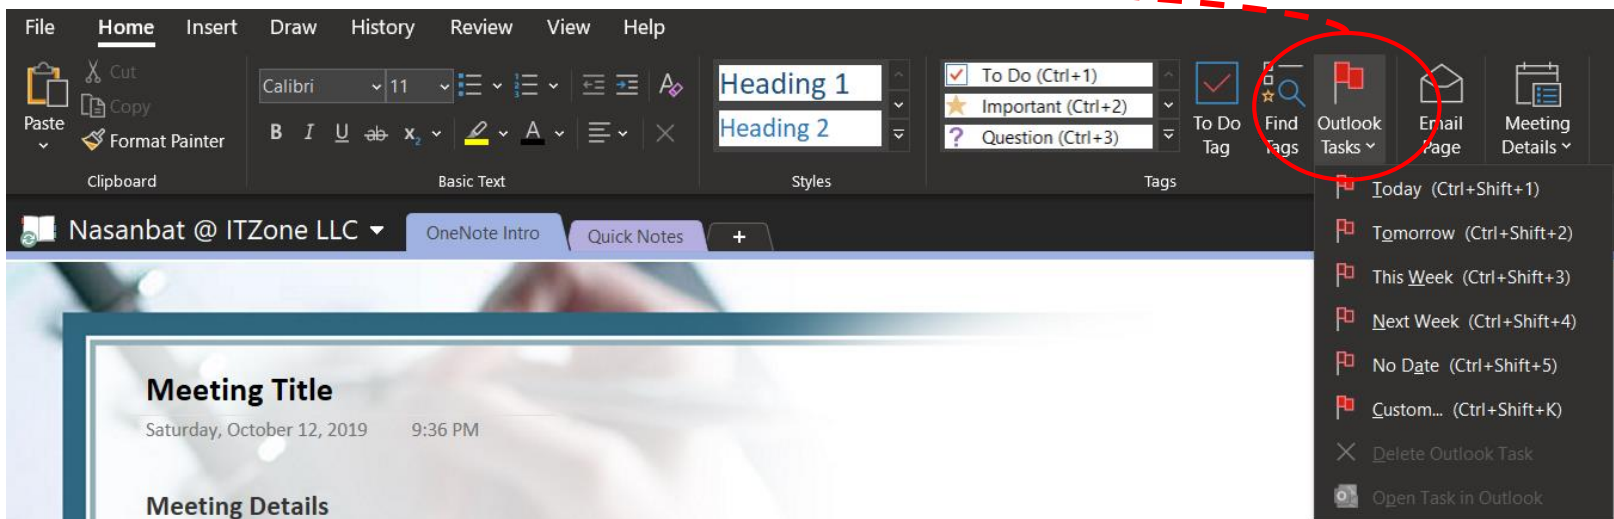 File Home Insert Draw History Review View Help
Cut
Copy
Paste
Format Painter
Clipboard
Calibri 11
B I U ab x2 A
Basic Text
Heading 1
Heading 2
Styles
To Do (Ctrl+1)
Important (Ctrl+2)
Question (Ctrl+3)
To Do Tag
Find Tags
Outlook Tasks
Tags
Email Page
Meeting Details
Today (Ctrl+Shift+1)
Tomorrow (Ctrl+Shift+2)
This Week (Ctrl+Shift+3)
Next Week (Ctrl+Shift+4)
No Date (Ctrl+Shift+5)
Custom... (Ctrl+Shift+K)
Delete Outlook Task
Open Task in Outlook
Nasanbat @ ITZone LLC OneNote Intro Quick Notes +
Meeting Title
Saturday, October 12, 2019 9:36 PM
Meeting Details